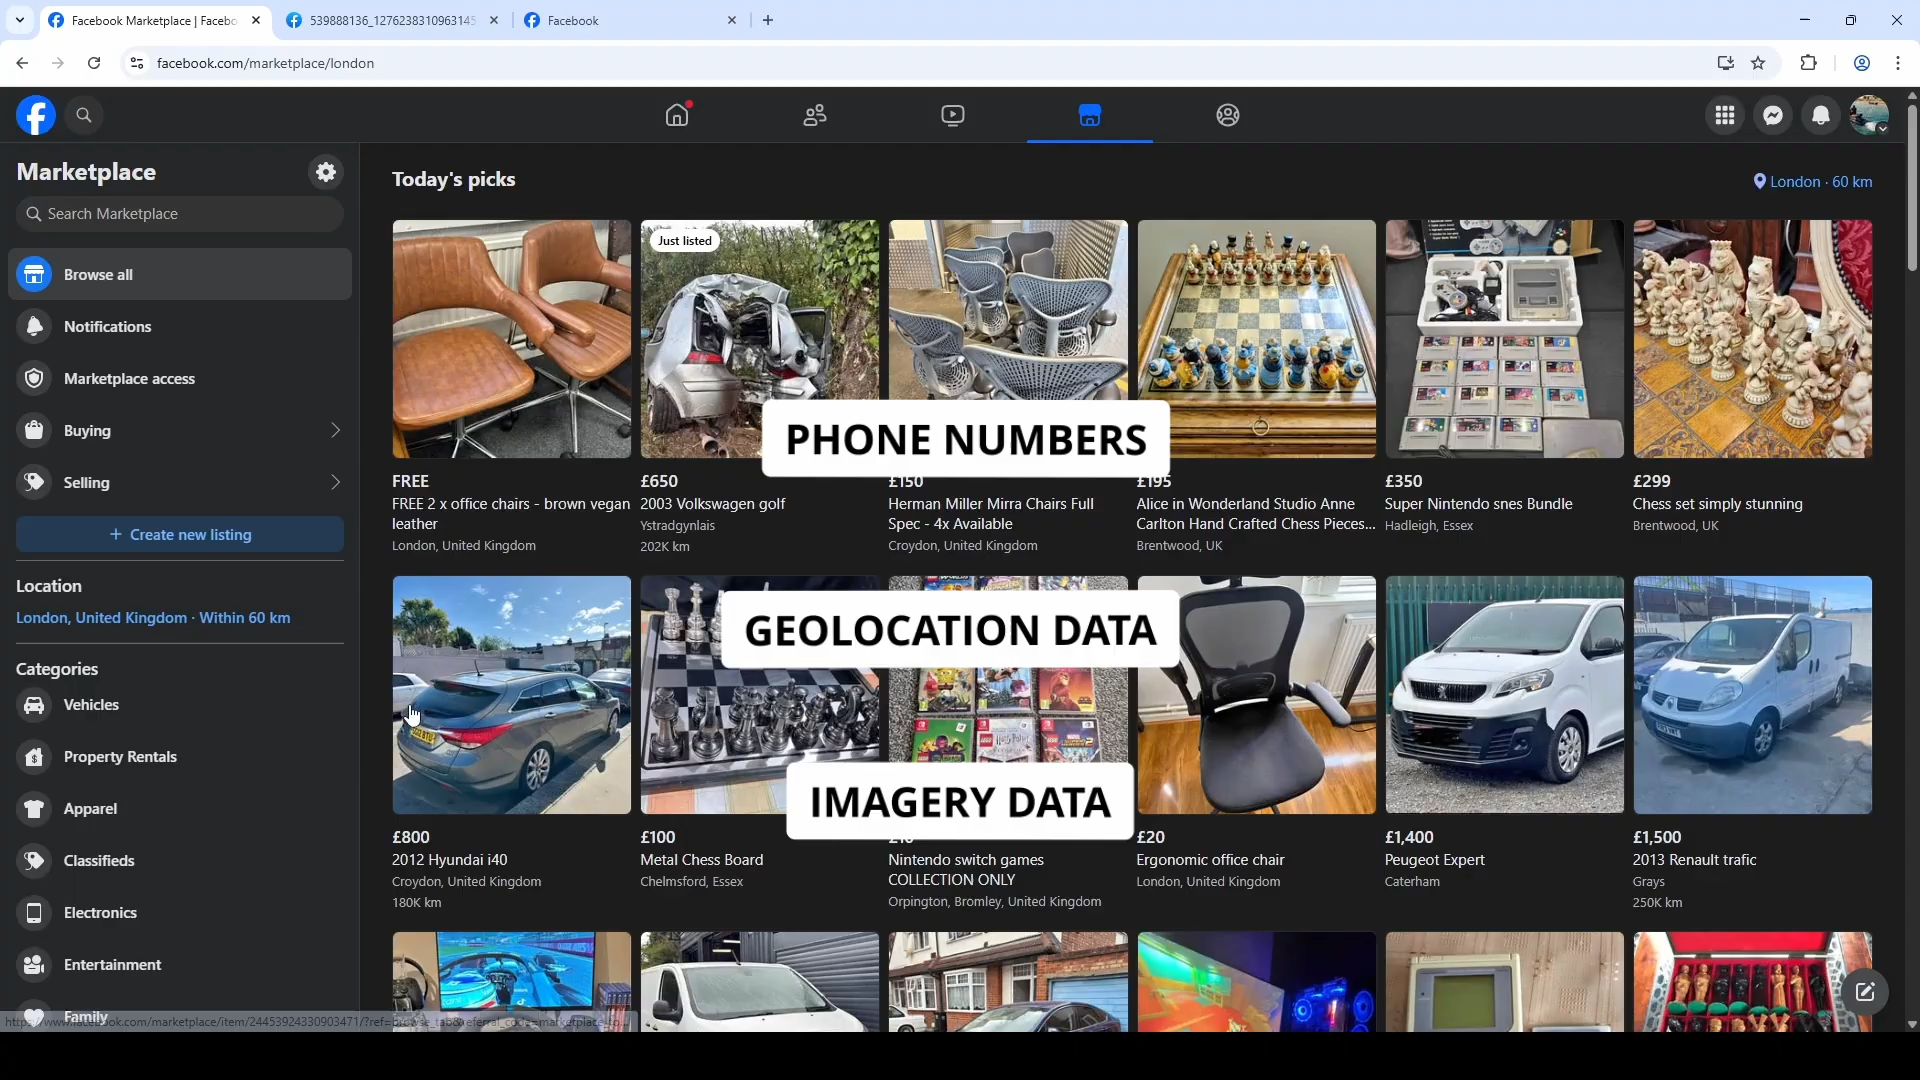 Facebook Marketplace | Facebo
539888136_1276238310963145
Facebook
facebook.com/marketplace/london
Marketplace
Search Marketplace
Browse all
Notifications
Marketplace access
Buying
Selling
+ Create new listing
Location
London, United Kingdom · Within 60 km
Categories
Vehicles
Property Rentals
Apparel
Classifieds
Electronics
Entertainment
Family
Today's picks
London · 60 km
Just listed
PHONE NUMBERS
FREE
FREE 2 x office chairs - brown vegan
leather
London, United Kingdom
£650
2003 Volkswagen golf
Ystradgynlais
202K km
£150
Herman Miller Mirra Chairs Full
Spec - 4x Available
Croydon, United Kingdom
£195
Alice in Wonderland Studio Anne
Carlton Hand Crafted Chess Pieces...
Brentwood, UK
£350
Super Nintendo snes Bundle
Hadleigh, Essex
£299
Chess set simply stunning
Brentwood, UK
GEOLOCATION DATA
IMAGERY DATA
£800
2012 Hyundai i40
Croydon, United Kingdom
180K km
£100
Metal Chess Board
Chelmsford, Essex
Nintendo switch games
COLLECTION ONLY
Orpington, Bromley, United Kingdom
£20
Ergonomic office chair
London, United Kingdom
£1,400
Peugeot Expert
Caterham
£1,500
2013 Renault trafic
Grays
250K km